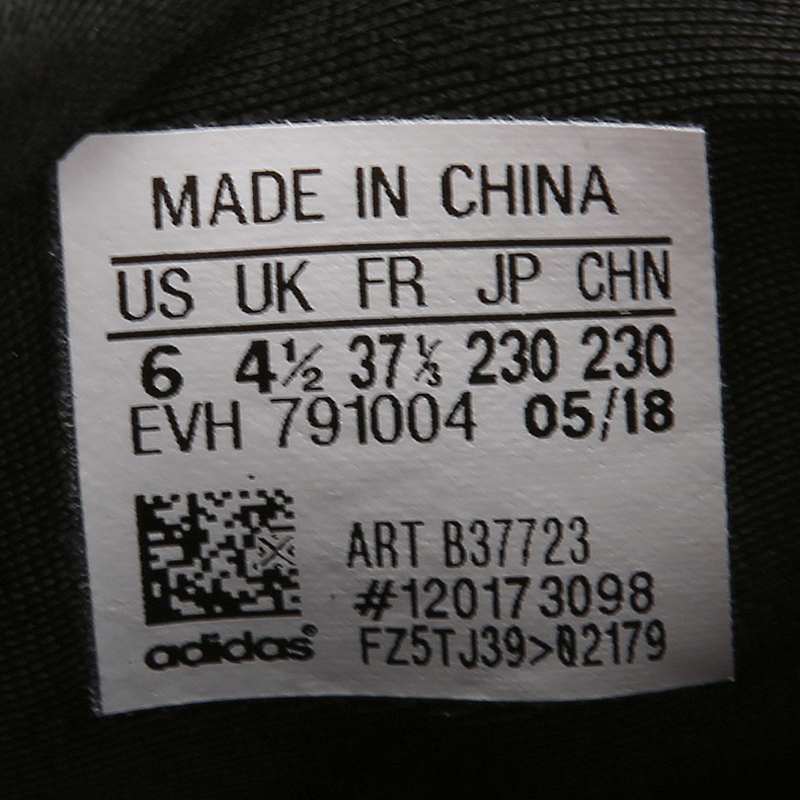 MADE IN CHINA
US UK FR JP CHN
6 4½ 37⅓ 230 230
EVH 791004 05/18
ART B37723
#120173098
FZ5TJ39>02179
adidas®